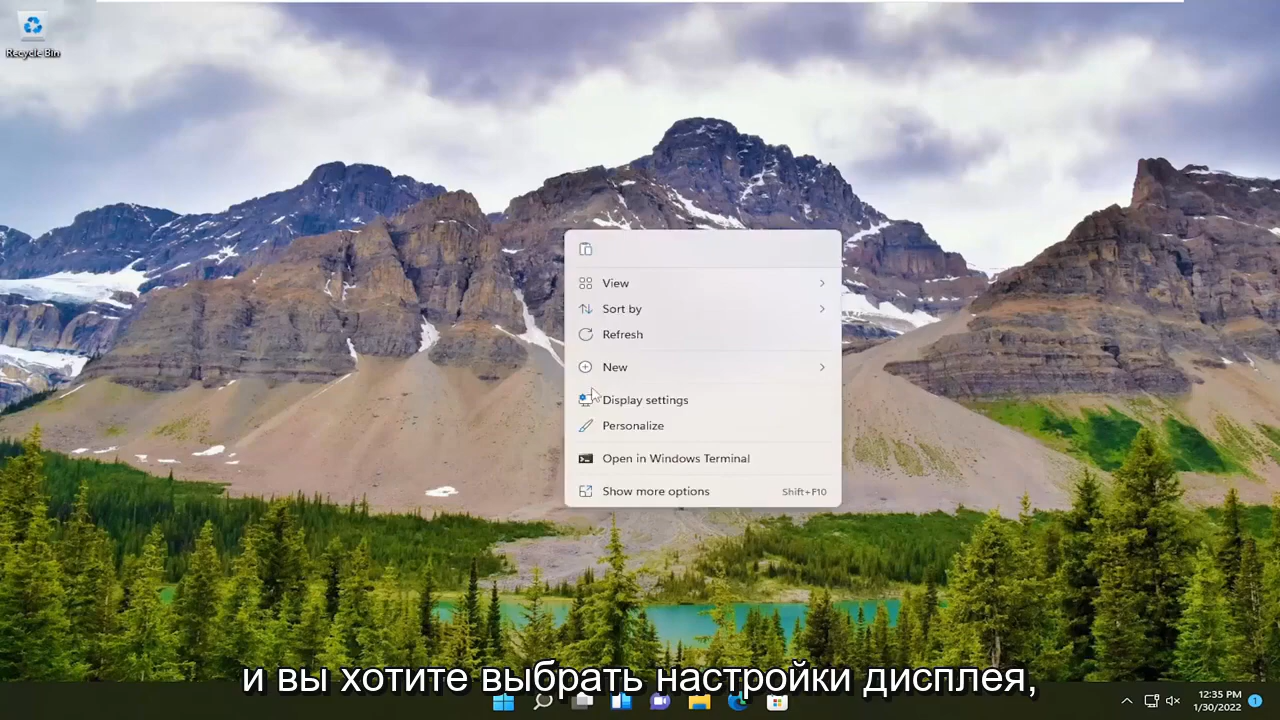 Recycle Bin
View
Sort by
Refresh
New
Display settings
Personalize
Open in Windows Terminal
Show more options Shift+F10
и вы хотите выбрать настройки дисплея,
12:35 PM
1/30/2022
1